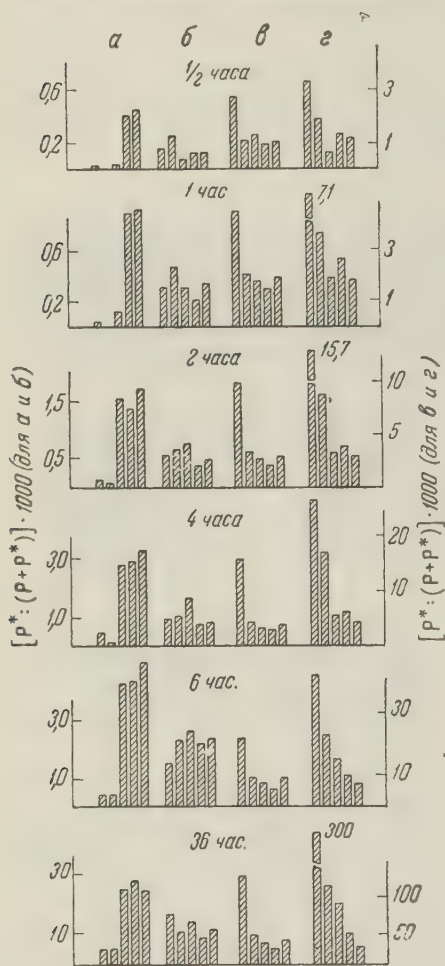 а б в г
1/2 часа
0,6 3
0,2 1
1 час
7,1
0,6 3
0,2 1
2 часа
15,7
1,5 10
0,5 5
4 часа
3,0 20
1,0 10
6 час.
3,0 30
1,0 10
36 час.
300
30 100
10 50
[P*:(P+P*)]·1000 (для а и б)
[P*:(P+P*)]·1000 (для в и г)